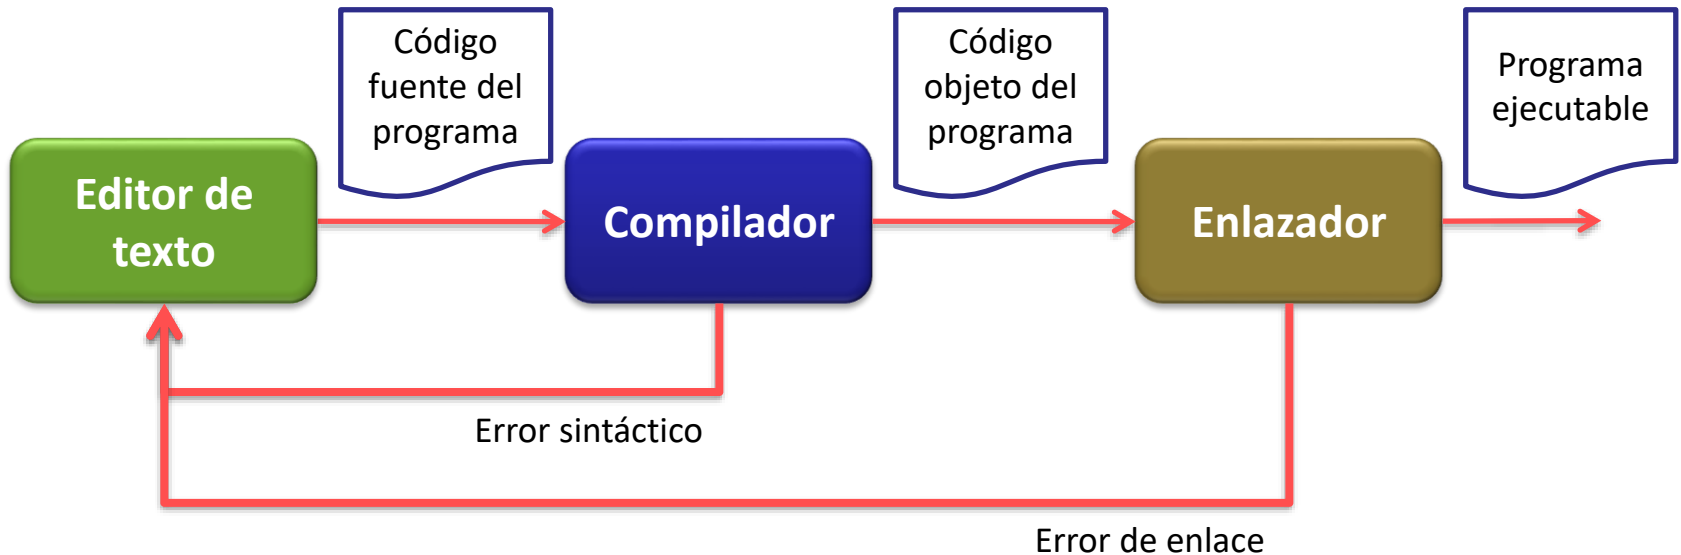 Código
fuente del
programa
Código
objeto del
programa
Programa
ejecutable
Editor de
texto
Compilador
Enlazador
Error sintáctico
Error de enlace